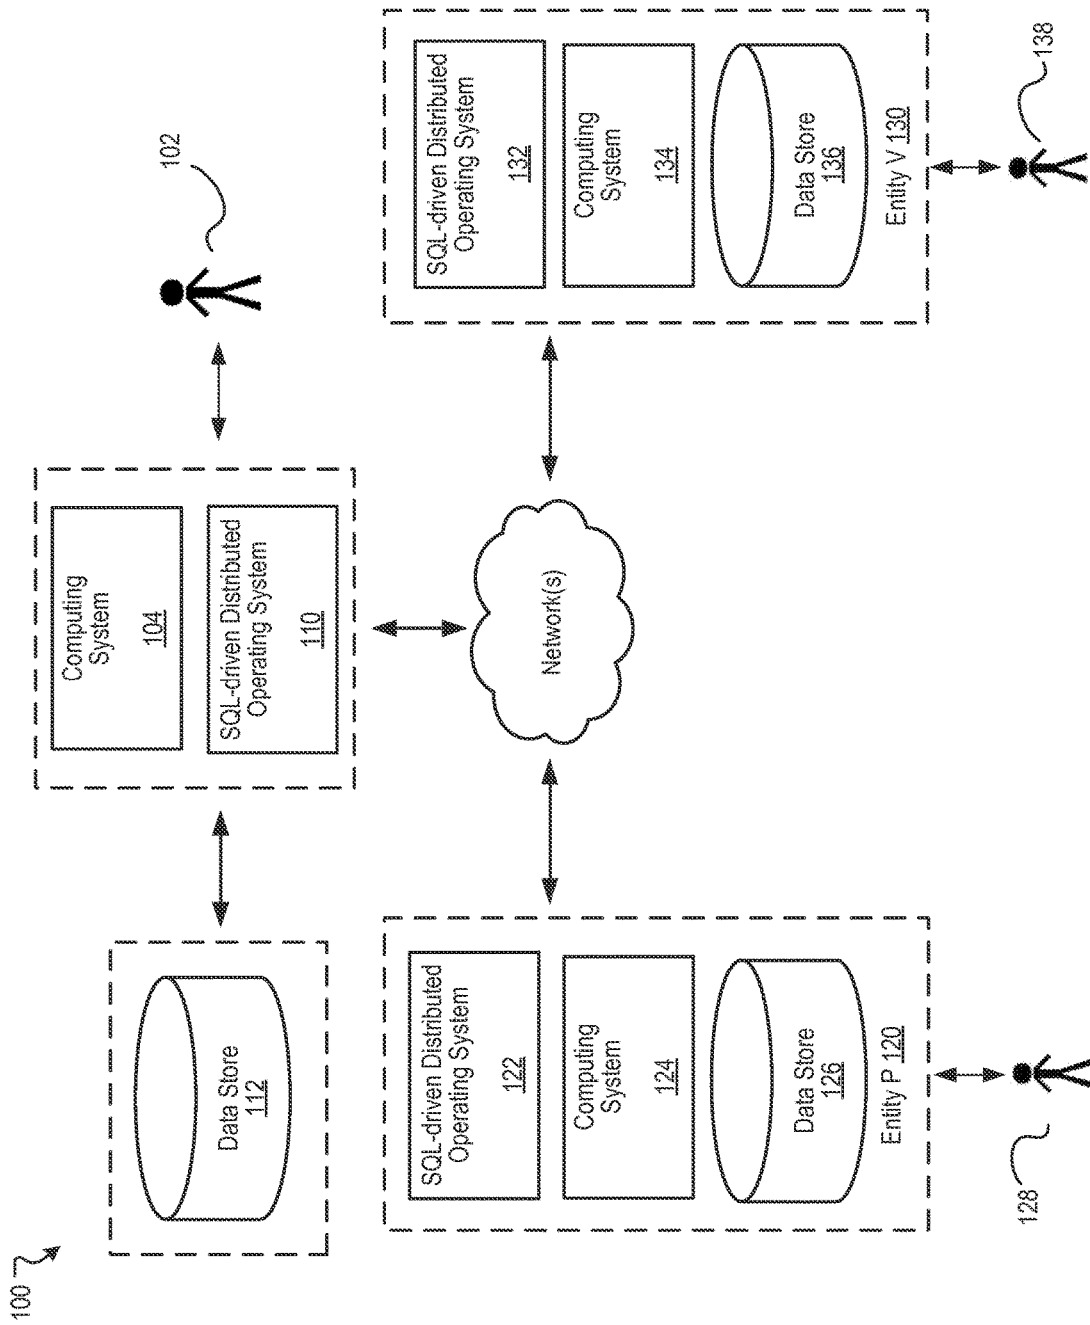 100
Data Store
112
Computing
System
104
SQL-driven Distributed
Operating System
110
102
SQL-driven Distributed
Operating System
122
Computing
System
124
Data Store
126
Entity P 120
128
Network(s)
SQL-driven Distributed
Operating System
132
Computing
System
134
Data Store
136
Entity V 130
138